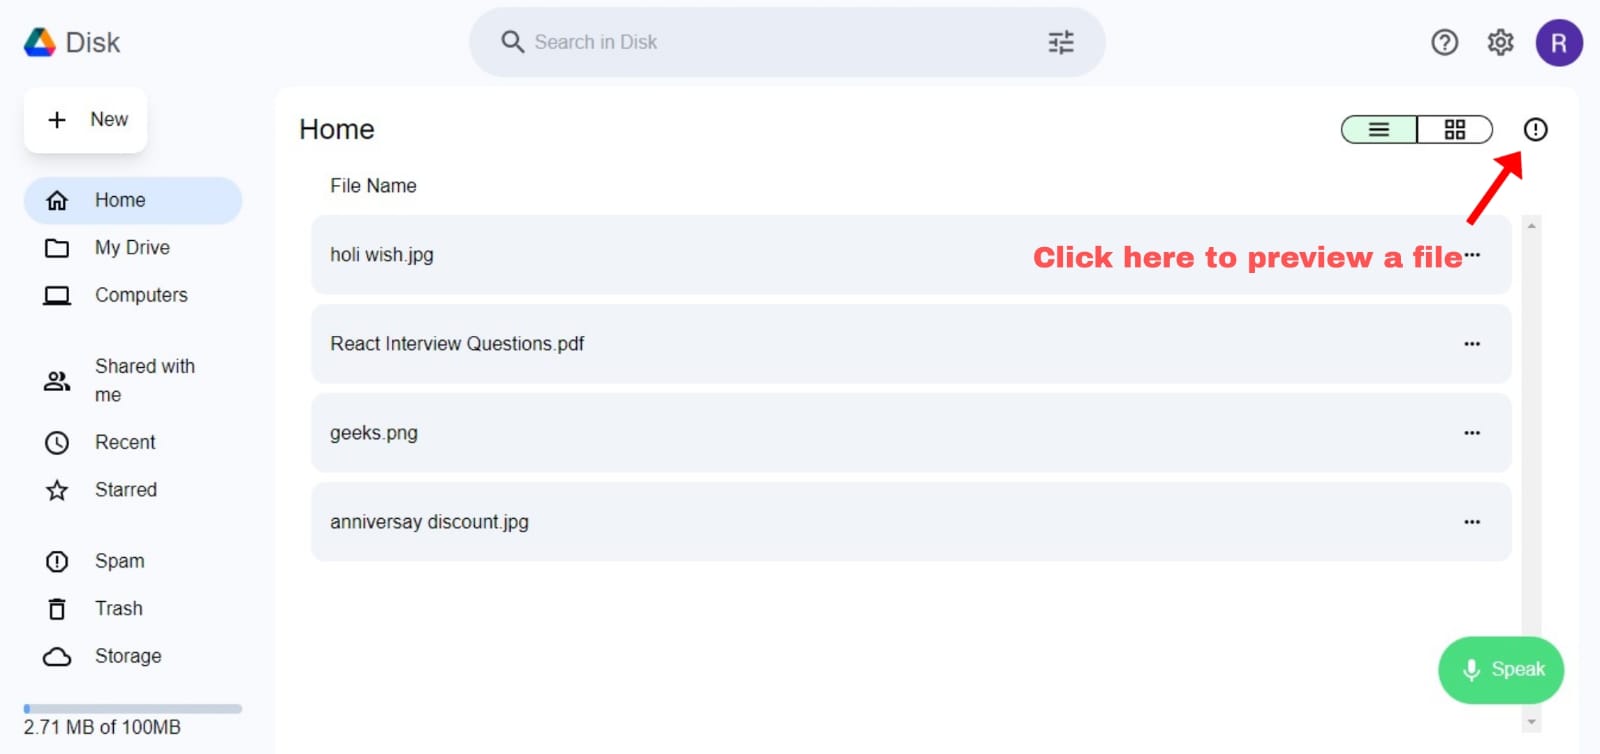 Disk
Search in Disk
R
New
Home
File Name
Click here to preview a file
holi wish.jpg
React Interview Questions.pdf
geeks.png
anniversay discount.jpg
Home
My Drive
Computers
Shared with
me
Recent
Starred
Spam
Trash
Storage
2.71 MB of 100MB
Speak